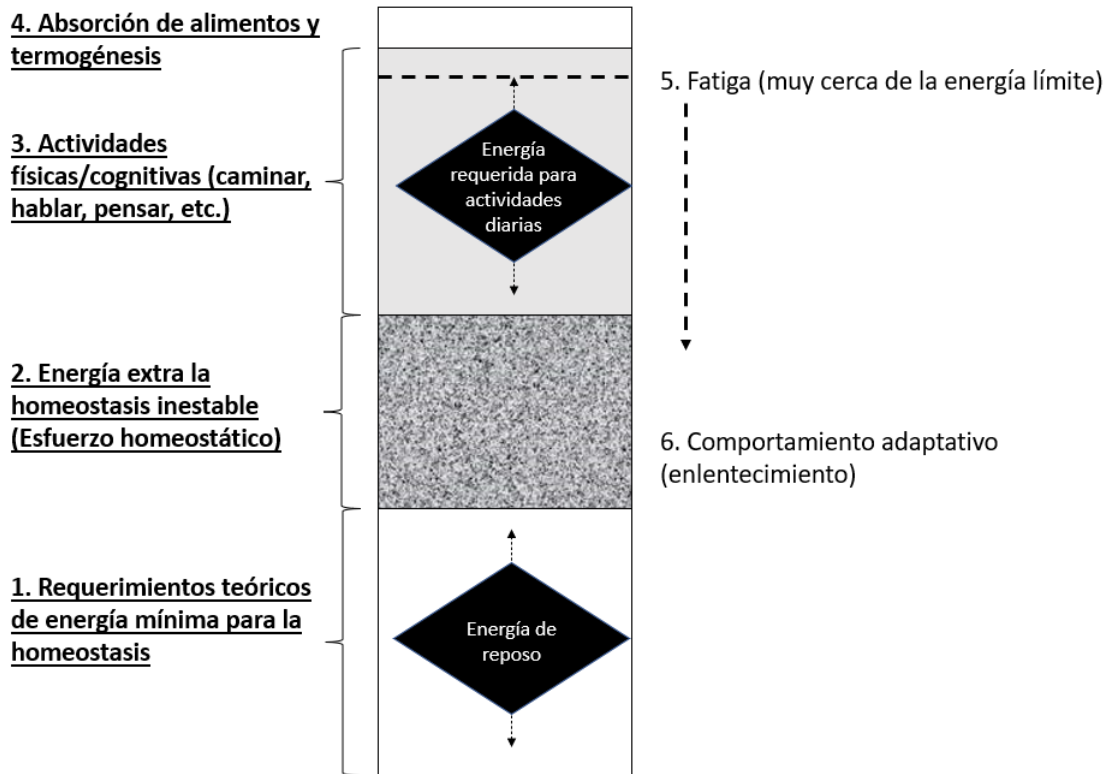 4. Absorción de alimentos y
termogénesis
3. Actividades
físicas/cognitivas (caminar,
hablar, pensar, etc.)
2. Energía extra la
homeostasis inestable
(Esfuerzo homeostático)
1. Requerimientos teóricos
de energía mínima para la
homeostasis
Energía
requerida para
actividades
diarias
Energía de
reposo
5. Fatiga (muy cerca de la energía límite)
6. Comportamiento adaptativo
(enlentecimiento)